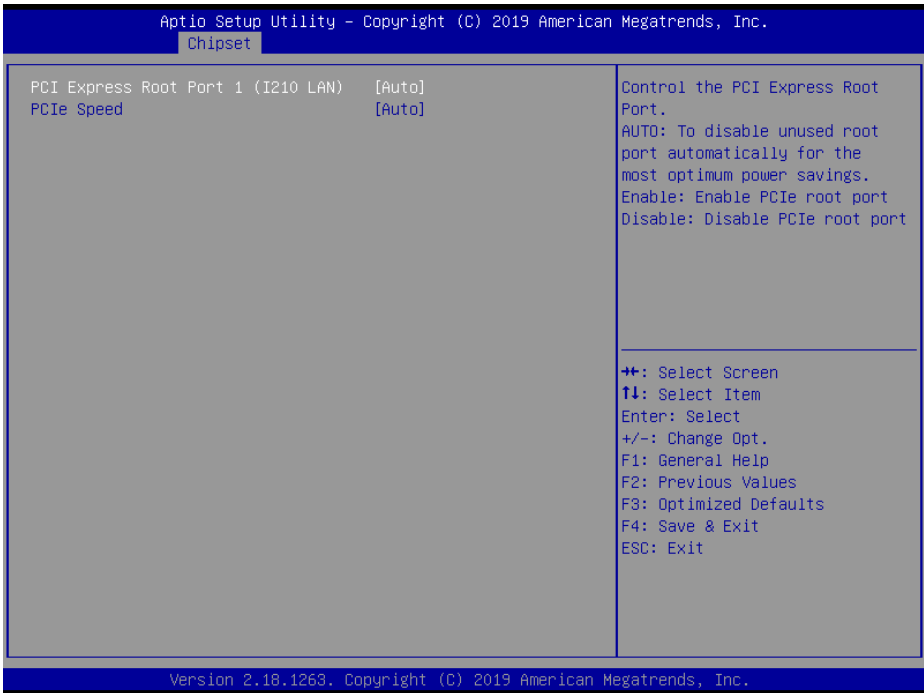 Aptio Setup Utility – Copyright (C) 2019 American Megatrends, Inc.
Chipset
PCI Express Root Port 1 (I210 LAN) [Auto]
PCIe Speed [Auto]
Control the PCI Express Root
Port.
AUTO: To disable unused root
port automatically for the
most optimum power savings.
Enable: Enable PCIe root port
Disable: Disable PCIe root port
→←: Select Screen
↑↓: Select Item
Enter: Select
+/-: Change Opt.
F1: General Help
F2: Previous Values
F3: Optimized Defaults
F4: Save & Exit
ESC: Exit
Version 2.18.1263. Copyright (C) 2019 American Megatrends, Inc.